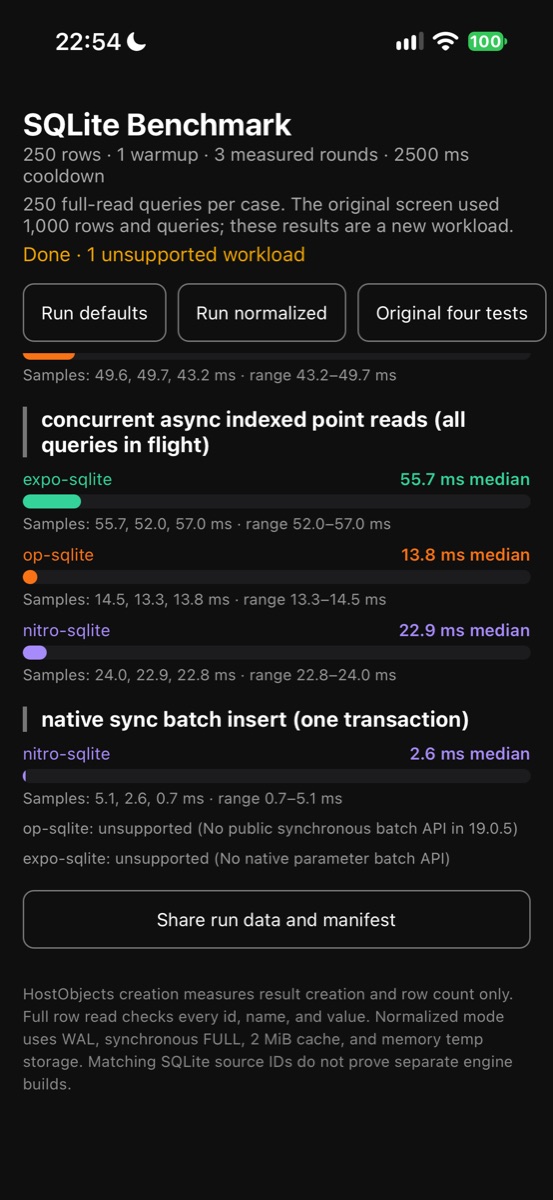 22:54
100
SQLite Benchmark
250 rows · 1 warmup · 3 measured rounds · 2500 ms
cooldown
250 full-read queries per case. The original screen used
1,000 rows and queries; these results are a new workload.
Done · 1 unsupported workload
Run defaults
Run normalized
Original four tests
Samples: 49.6, 49.7, 43.2 ms · range 43.2–49.7 ms
concurrent async indexed point reads (all
queries in flight)
expo-sqlite
55.7 ms median
Samples: 55.7, 52.0, 57.0 ms · range 52.0–57.0 ms
op-sqlite
13.8 ms median
Samples: 14.5, 13.3, 13.8 ms · range 13.3–14.5 ms
nitro-sqlite
22.9 ms median
Samples: 24.0, 22.9, 22.8 ms · range 22.8–24.0 ms
native sync batch insert (one transaction)
nitro-sqlite
2.6 ms median
Samples: 5.1, 2.6, 0.7 ms · range 0.7–5.1 ms
op-sqlite: unsupported (No public synchronous batch API in 19.0.5)
expo-sqlite: unsupported (No native parameter batch API)
Share run data and manifest
HostObjects creation measures result creation and row count only.
Full row read checks every id, name, and value. Normalized mode
uses WAL, synchronous FULL, 2 MiB cache, and memory temp
storage. Matching SQLite source IDs do not prove separate engine
builds.